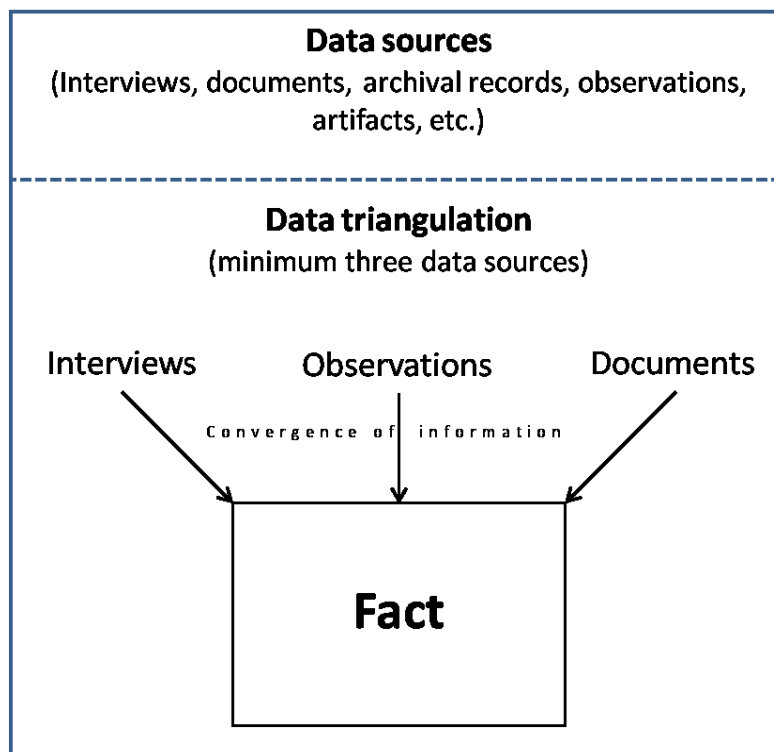 Data sources
(Interviews, documents, archival records, observations,
artifacts, etc.)
Data triangulation
(minimum three data sources)
Interviews Observations Documents
Convergence of information
Fact